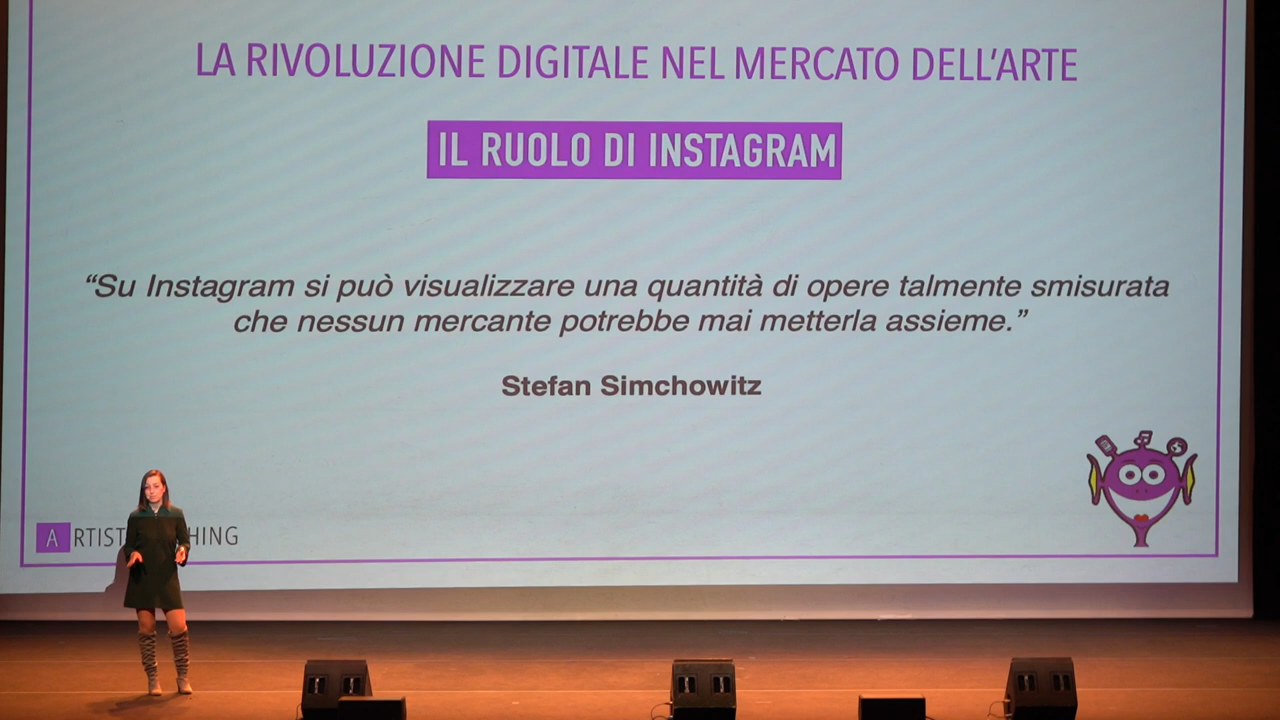 LA RIVOLUZIONE DIGITALE NEL MERCATO DELL'ARTE
IL RUOLO DI INSTAGRAM
“Su Instagram si può visualizzare una quantità di opere talmente smisurata
che nessun mercante potrebbe mai metterla assieme.”
Stefan Simchowitz